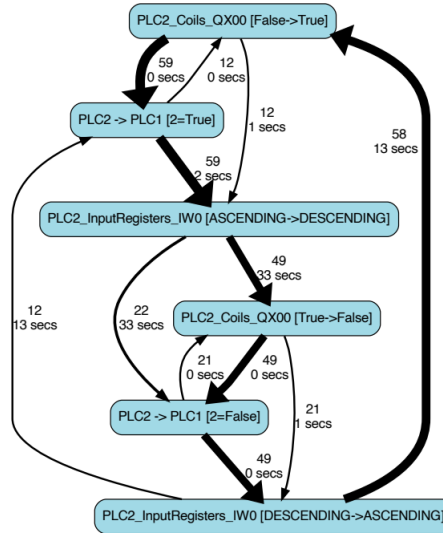 PLC2_Coils_QX00 [False->True]
59
0 secs
12
0 secs
12
1 secs
58
13 secs
PLC2 -> PLC1 [2=True]
59
2 secs
PLC2_InputRegisters_IW0 [ASCENDING->DESCENDING]
49
33 secs
12
13 secs
22
33 secs
PLC2_Coils_QX00 [True->False]
21
0 secs
49
0 secs
21
1 secs
PLC2 -> PLC1 [2=False]
49
0 secs
PLC2_InputRegisters_IW0 [DESCENDING->ASCENDING]